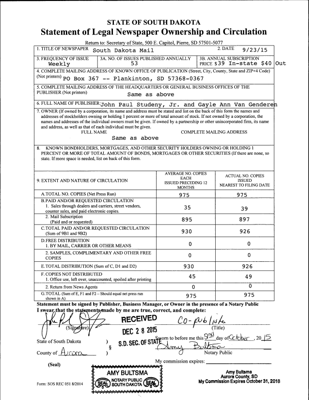 STATE OF SOUTH DAKOTA
Statement of Legal Newspaper Ownership and Circulation
Return to: Secretary of State, 500 E. Capitol, Pierre, SD 57501-5077
1. TITLE OF NEWSPAPER South Dakota Mail 2. DATE 9/23/15
3. FREQUENCY OF ISSUE Weekly
3A. NO. OF ISSUES PUBLISHED ANNUALLY 53
3B. ANNUAL SUBSCRIPTION PRICE $39 In-state $40 Out
4. COMPLETE MAILING ADDRESS OF KNOWN OFFICE OF PUBLICATION (Street, City, County, State and ZIP+4 Code)
(Not printers) PO Box 367 -- Plankinton, SD 57368-0367
5. COMPLETE MAILING ADDRESS OF THE HEADQUARTERS OR GENERAL BUSINESS OFFICES OF THE
PUBLISHER (Not printers) Same as above
6. FULL NAME OF PUBLISHER John Paul Studeny, Jr. and Gayle Ann Van Genderen
7. OWNER (If owned by a corporation, its name and address must be stated and list on the back of this form the names and
addresses of stockholders owning or holding 1 percent or more of total amount of stock. If not owned by a corporation, the
names and addresses of the individual owners must be given. If owned by a partnership or other unincorporated firm, its name
and address, as well as that of each individual must be given.
FULL NAME COMPLETE MAILING ADDRESS
Same as above
8. KNOWN BONDHOLDERS, MORTGAGES, AND OTHER SECURITY HOLDERS OWNING OR HOLDING 1
PERCENT OR MORE OF TOTAL AMOUNT OF BONDS, MORTGAGES OR OTHER SECURITIES (If there are none, so
state. If more space is needed, list on back of this form)
4. EXTENT AND NATURE OF CIRCULATION
AVERAGE NO. COPIES EACH ISSUED PRECEDING 12 MONTHS
ACTUAL NO. COPIES ISSUED NEAREST TO FILING DATE
A. TOTAL NO. COPIES (Net Press Run) 975 975
B. PAID AND/OR REQUESTED CIRCULATION
1. Sales through dealers and carriers, street vendors,
counter sales, and paid electronic copies. 35 39
2. Mail Subscription
(Paid and/or requested) 895 897
C. TOTAL PAID AND/OR REQUESTED CIRCULATION
(Sum of 9B1 and 9B2) 930 926
D. FREE DISTRIBUTION
1. BY MAIL, CARRIER OR OTHER MEANS 0 0
2. SAMPLES, COMPLIMENTARY AND OTHER FREE
COPIES 0 0
E. TOTAL DISTRIBUTION (Sum of C, D1 and D2) 930 926
F. COPIES NOT DISTRIBUTED
1. Office use, left over, unaccounted, spoiled after printing 45 49
2. Return from News Agents 0 0
G. TOTAL (Sum of E, F1 and F2 - Should equal net press run
shown in A) 975 975
Statement must be signed by Publisher, Business Manager, or Owner in the presence of a Notary Public
I swear that the statements made by me are true, correct, and complete:
RECEIVED
DEC 28 2015
S.D. SEC. OF STATE
(Signature)
Co-publisher
(Title)
State of South Dakota )
Sworn to before me this day of October, 2015
County of Aurora )
Amy Bultsma
Notary Public
(Seal)
My commission expires:
AMY BULTSMA
NOTARY PUBLIC
SOUTH DAKOTA
Amy Bultsma
Aurora County, SD
My Commission Expires October 31, 2018
Form: SOS REC 051 8/2014